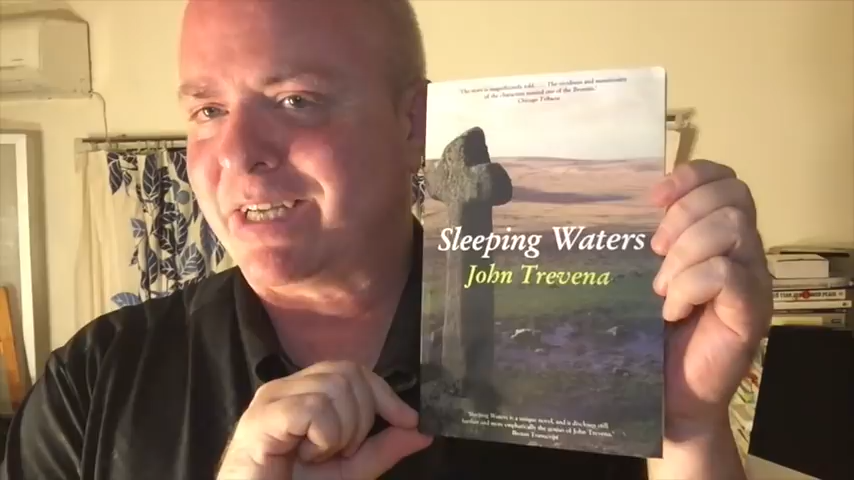 "The story is magnificently told. . . . The vividness and sensuousity
of the characters remind one of the Brontës."
Chicago Tribune
Sleeping Waters
John Trevena
"Sleeping Waters is a unique novel, and it discloses still
further and more emphatically the genius of John Trevena."
Boston Transcript